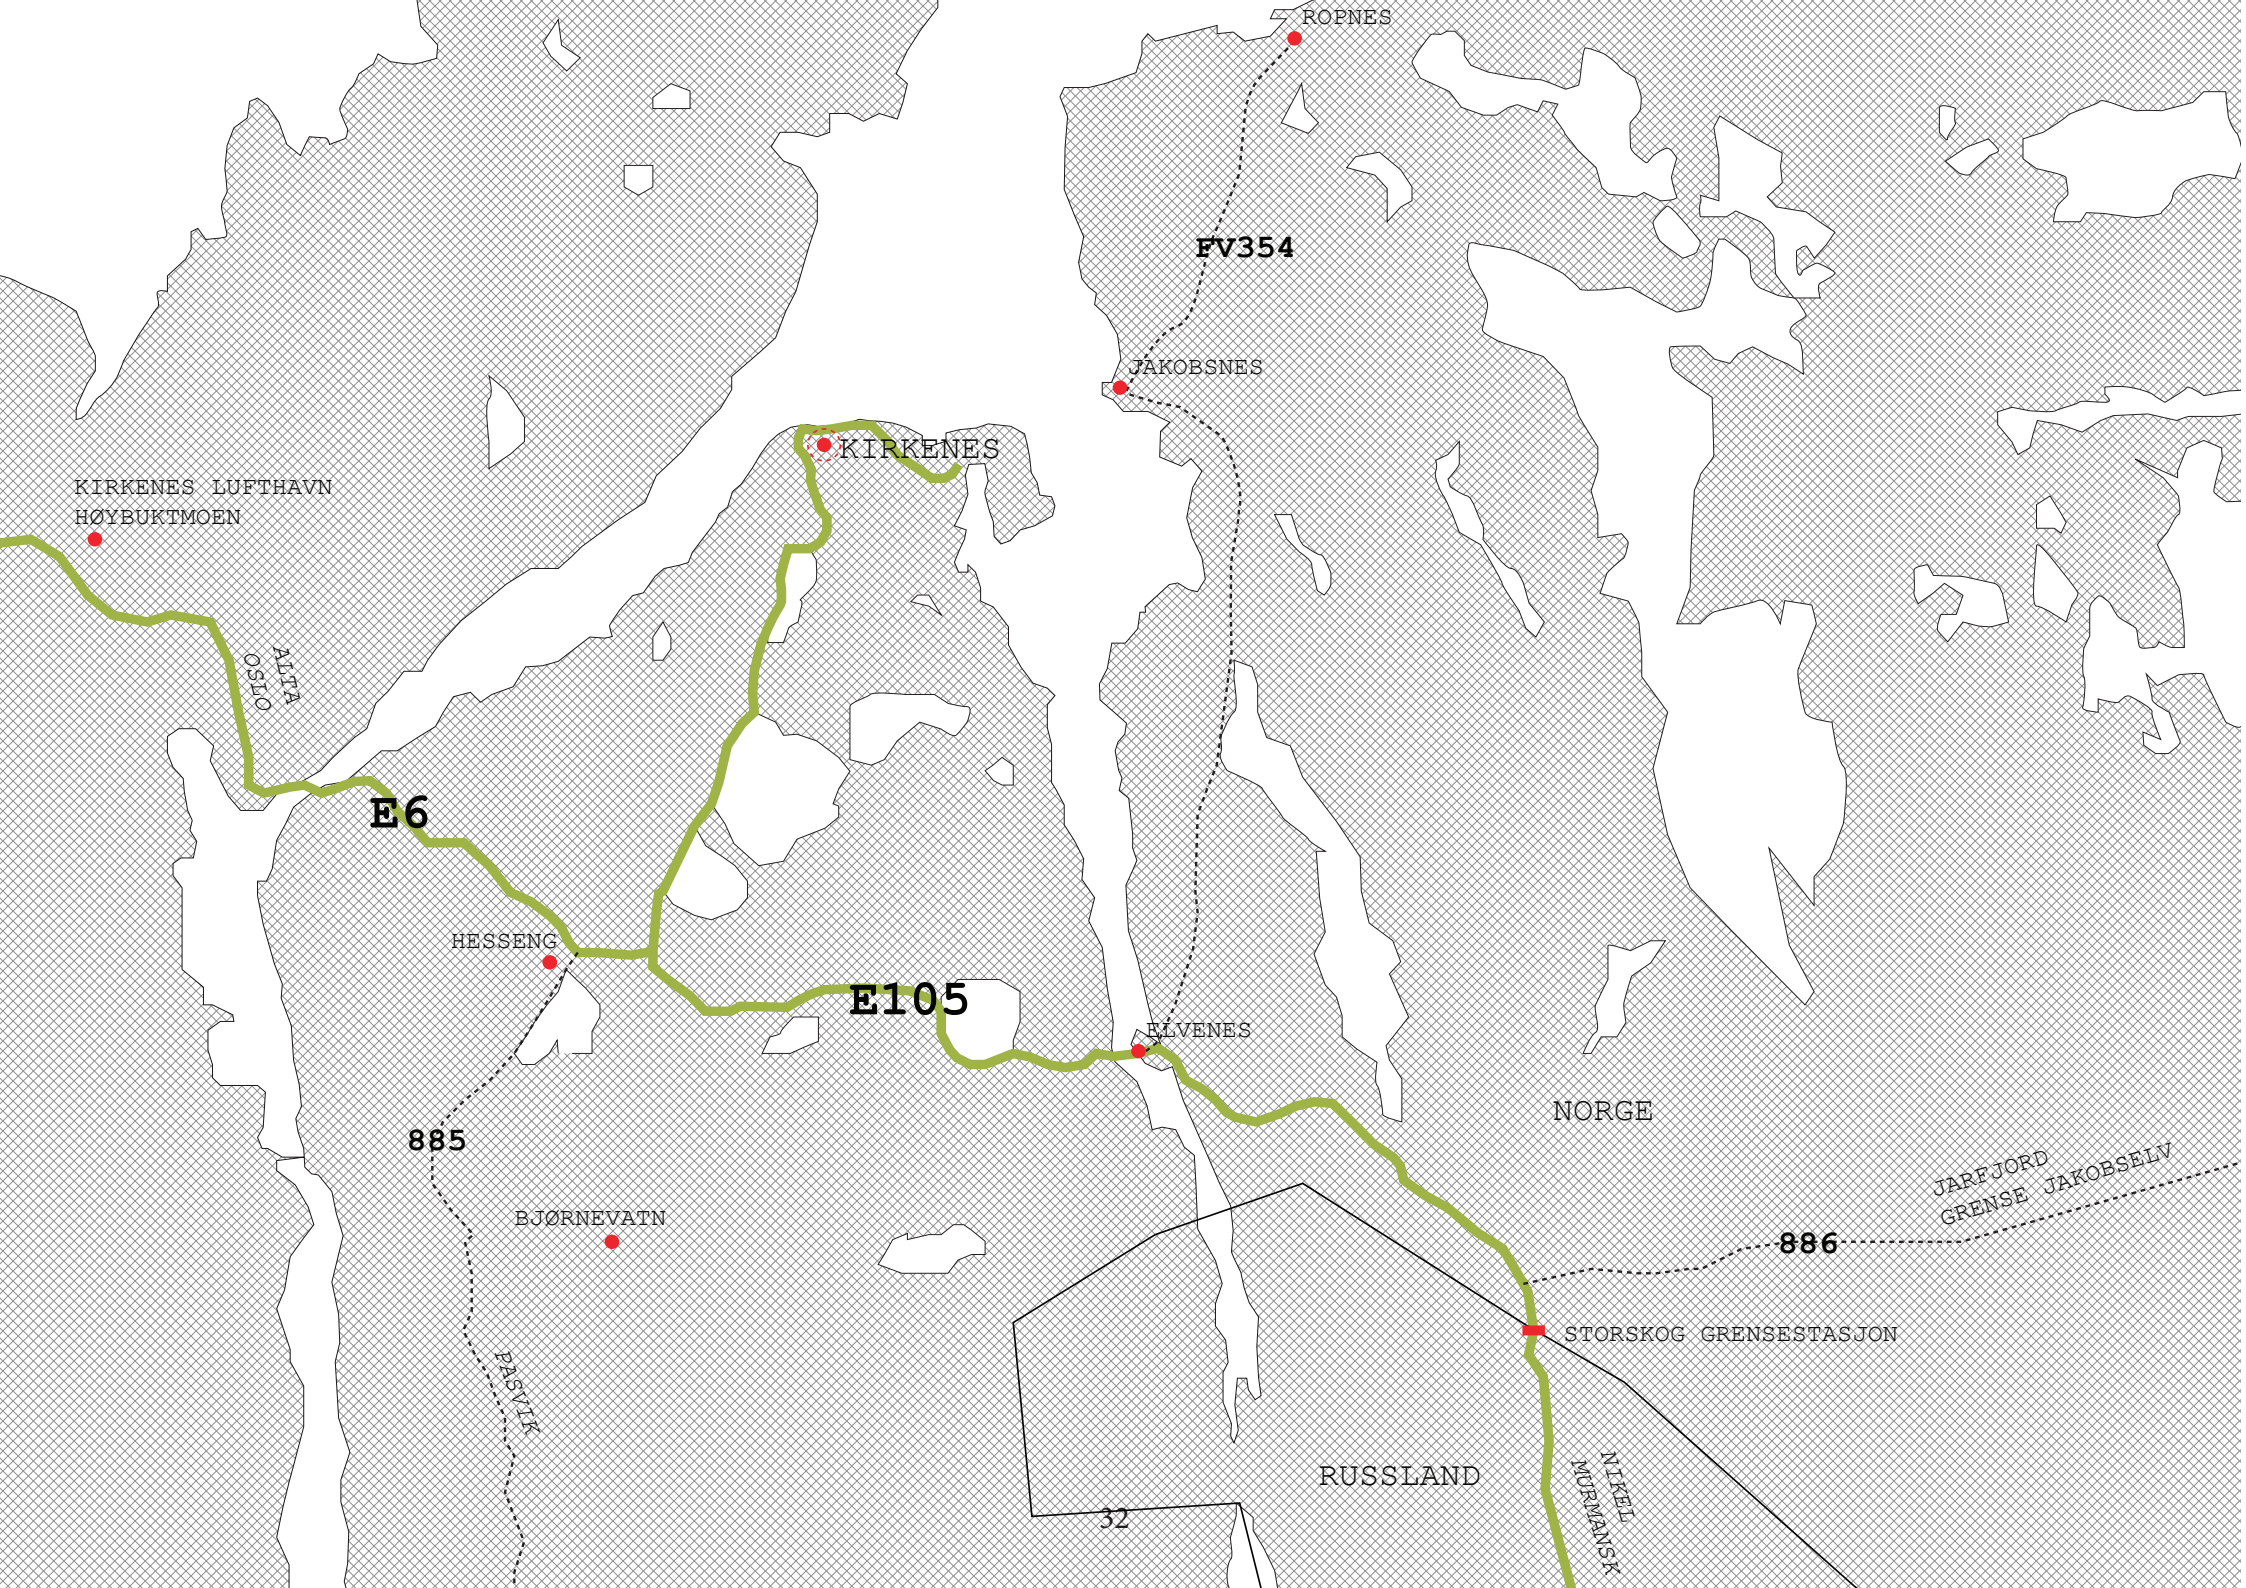 ROPNES
FV354
JAKOBSNES
KIRKENES
KIRKENES LUFTHAVN
HØYBUKTMOEN
ALTA
OSLO
E6
HESSENG
E105
ELVENES
NORGE
885
JARFJORD
GRENSE JAKOBSELV
BJØRNEVATN
886
STORSKOG GRENSESTASJON
PASVIK
RUSSLAND
NIKEL
MURMANSK
32